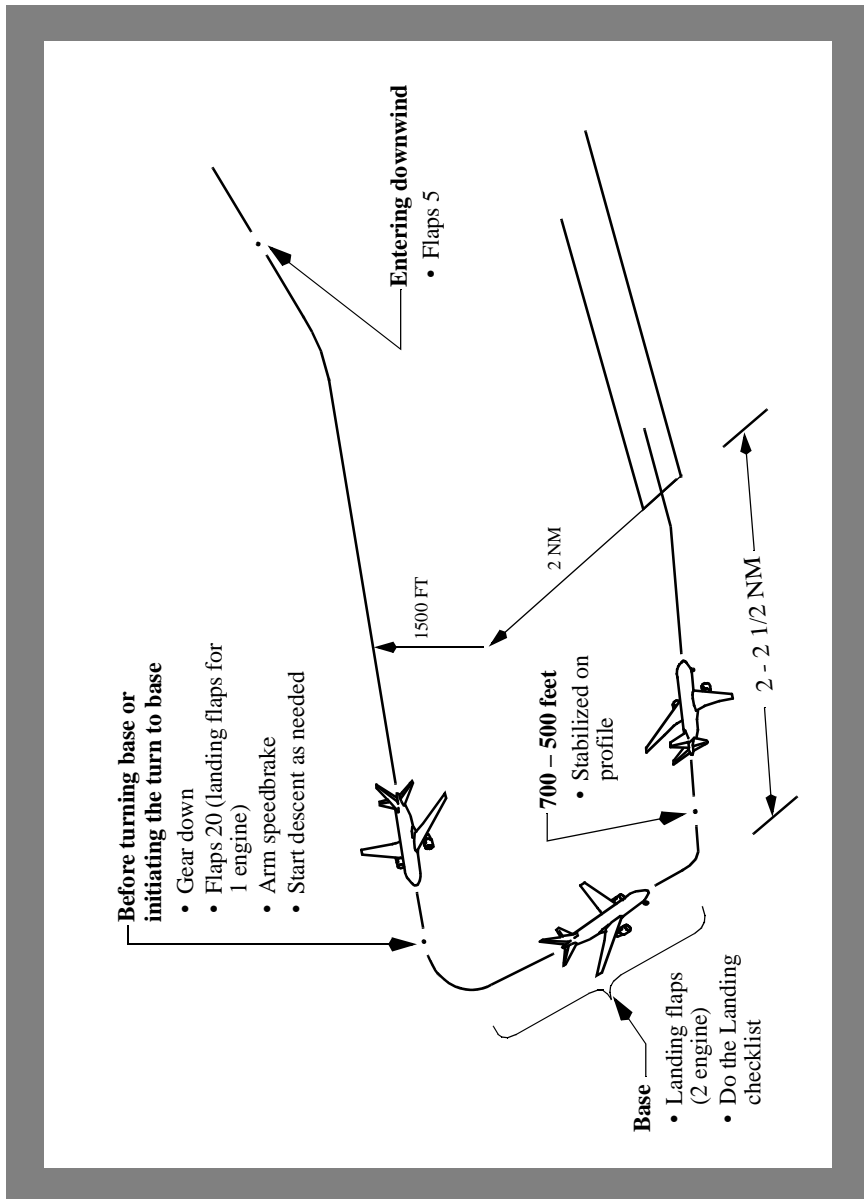 Before turning base or
initiating the turn to base
• Gear down
• Flaps 20 (landing flaps for
1 engine)
• Arm speedbrake
• Start descent as needed
Entering downwind
• Flaps 5
1500 FT
2 NM
700 – 500 feet
• Stabilized on
profile
Base
• Landing flaps
(2 engine)
• Do the Landing
checklist
2 - 2 1/2 NM